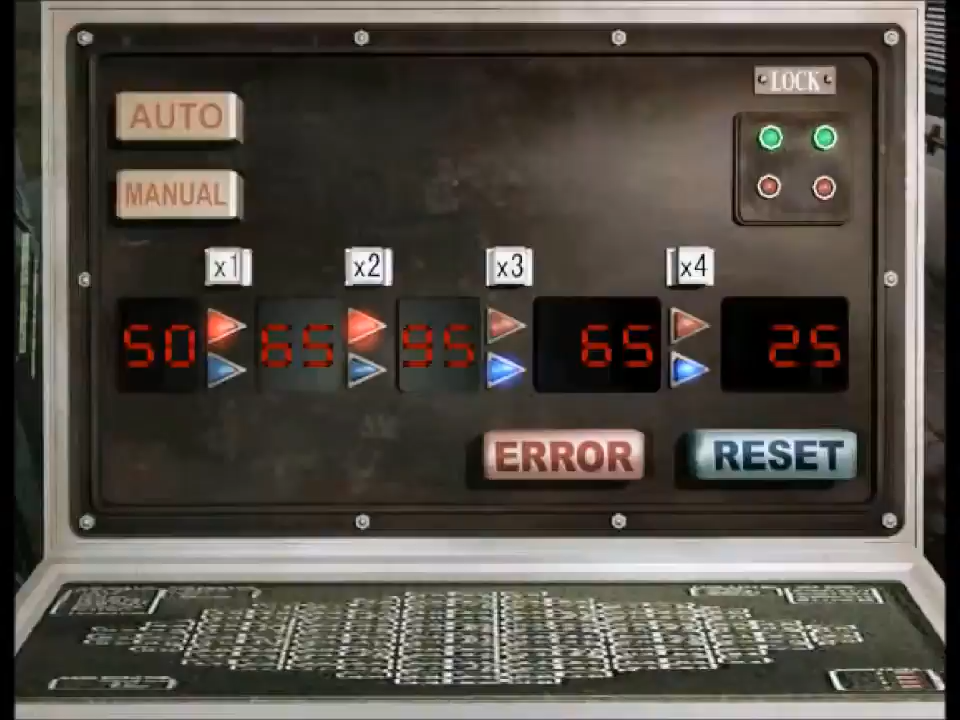 LOCK
AUTO
MANUAL
x1 x2 x3 x4
50 65 95 65 25
ERROR RESET